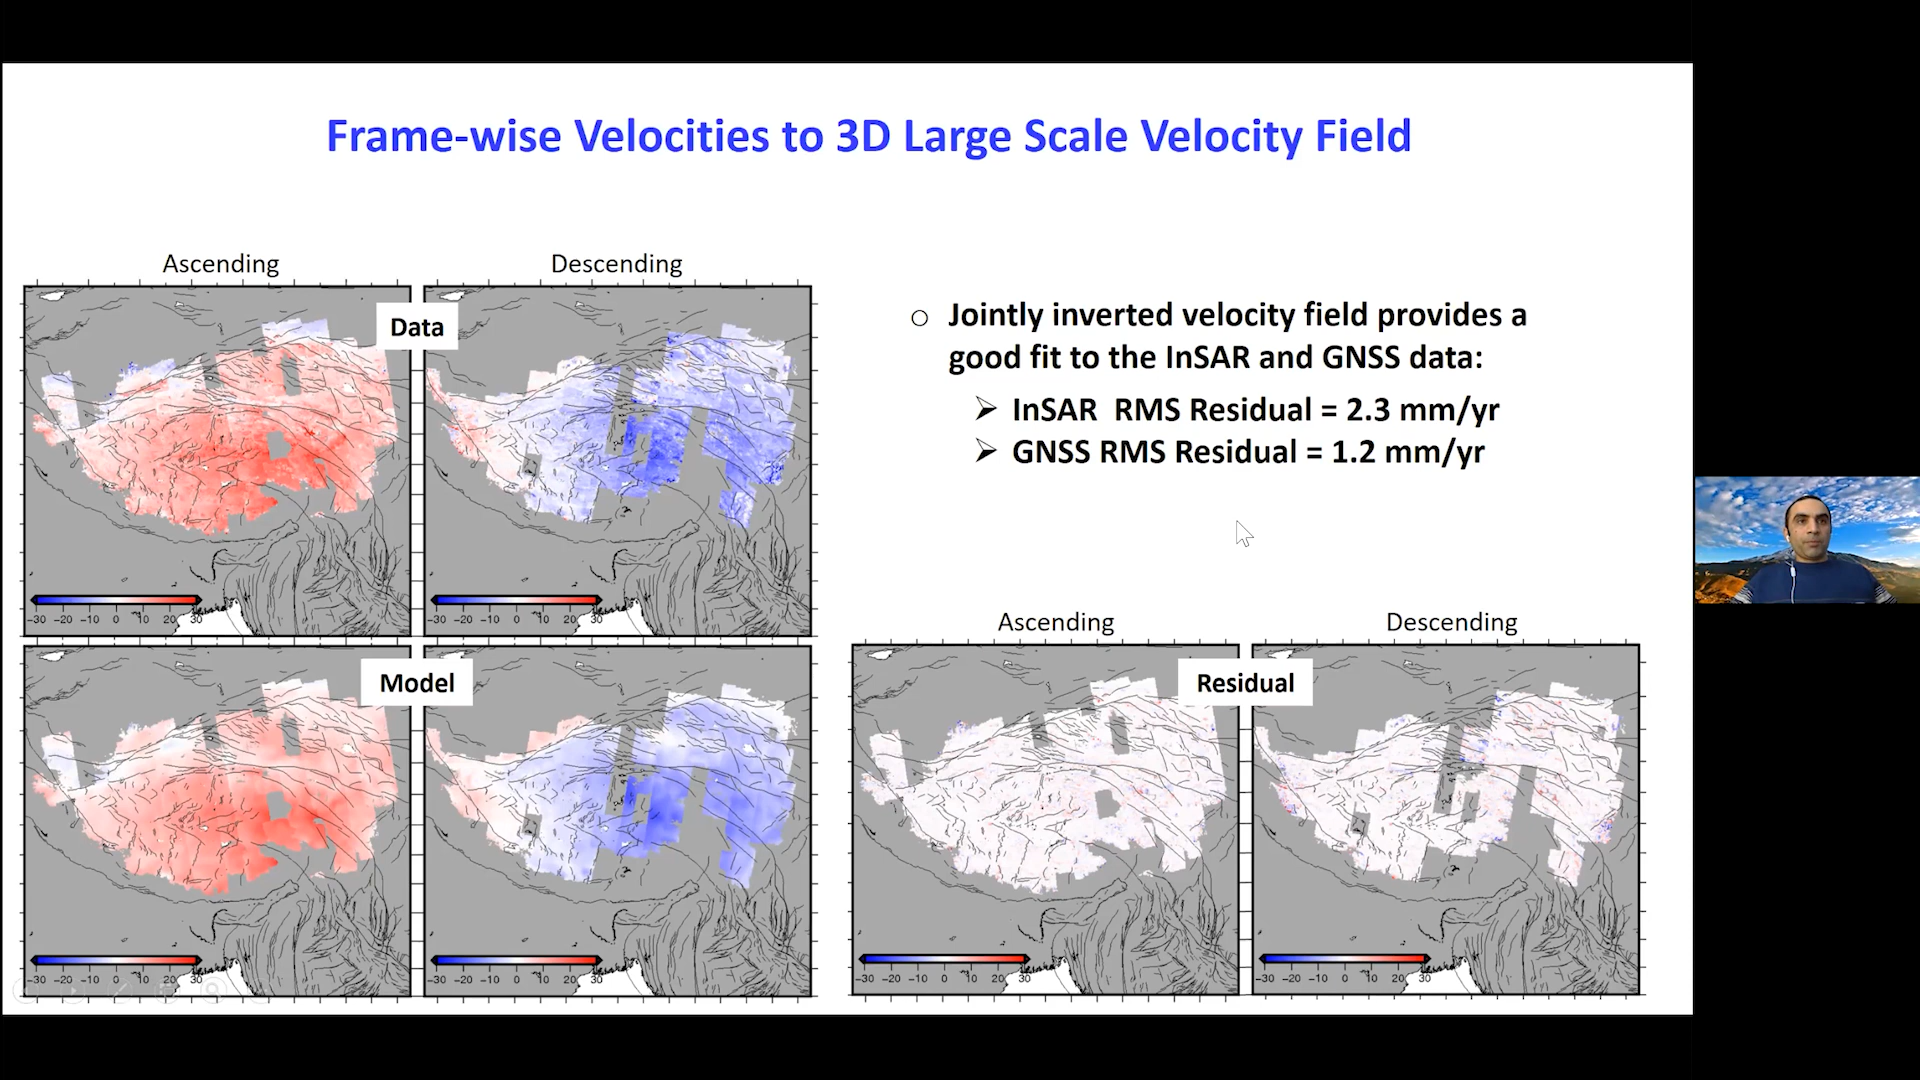 Frame-wise Velocities to 3D Large Scale Velocity Field
Ascending
Descending
Data
-30 -20 -10 0 10 20 30
-30 -20 -10 0 10 20 30
Model
-30 -20 -10 0 10 20 30
-30 -20 -10 0 10 20 30
Jointly inverted velocity field provides a
good fit to the InSAR and GNSS data:
InSAR RMS Residual = 2.3 mm/yr
GNSS RMS Residual = 1.2 mm/yr
Ascending
Descending
Residual
-30 -20 -10 0 10 20 30
-30 -20 -10 0 10 20 30